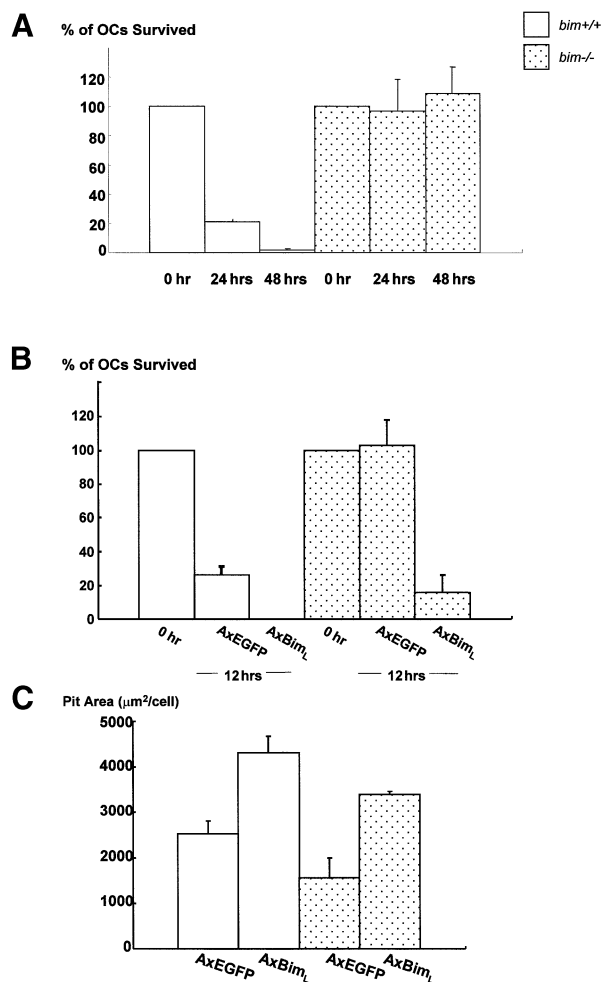 A
% of OCs Survived
bim+/+
bim-/-
120
100
80
60
40
20
0
0 hr 24 hrs 48 hrs 0 hr 24 hrs 48 hrs
B
% of OCs Survived
120
100
80
60
40
20
0
0 hr AxEGFP AxBimL 0 hr AxEGFP AxBimL
12hrs 12hrs
C
Pit Area (μm²/cell)
5000
4000
3000
2000
1000
0
AxEGFP AxBimL AxEGFP AxBimL